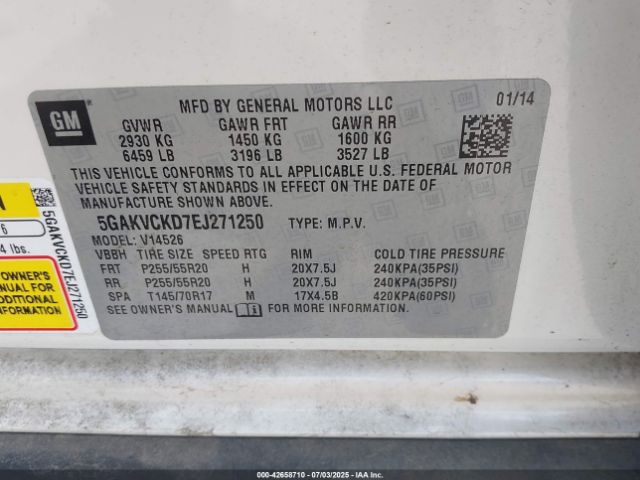 GM
MFD BY GENERAL MOTORS LLC 01/14
GVWR GAWR FRT GAWR RR
2930 KG 1450 KG 1600 KG
6459 LB 3196 LB 3527 LB
THIS VEHICLE CONFORMS TO ALL APPLICABLE U.S. FEDERAL MOTOR
VEHICLE SAFETY STANDARDS IN EFFECT ON THE DATE OF
MANUFACTURE SHOWN ABOVE.
5GAKVCKD7EJ271250 TYPE: M.P.V.
MODEL: V14526
VBBH TIRE SIZE SPEED RTG RIM COLD TIRE PRESSURE
FRT P255/55R20 H 20X7.5J 240KPA(35PSI)
RR P255/55R20 H 20X7.5J 240KPA(35PSI)
SPA T145/70R17 M 17X4.5B 420KPA(60PSI)
SEE OWNER'S MANUAL FOR MORE INFORMATION.
N
6
4 lbs.
5GAKVCKD7EJ271250
OWNER'S
MANUAL FOR
ADDITIONAL
INFORMATION
© IAA 42658710 - 07/03/2025 - IAAI.COM